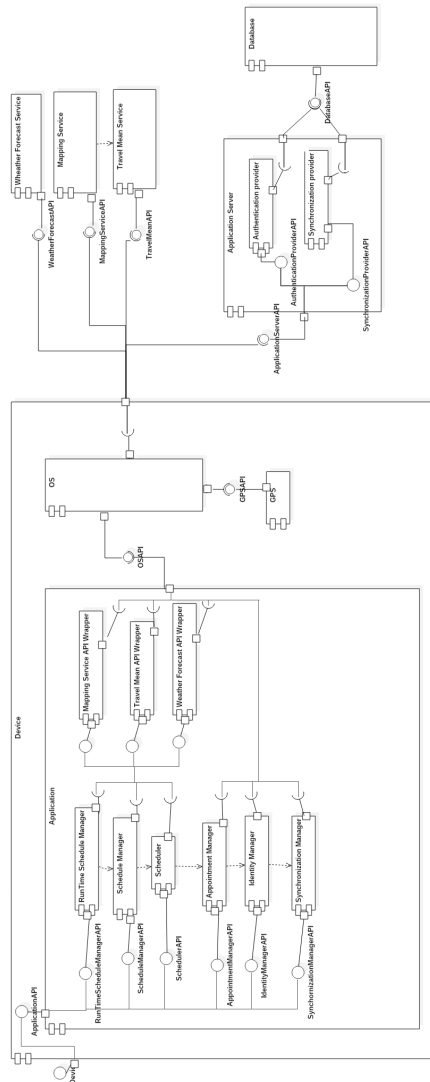 Database
DatabaseAPI
Wheather Forecast Service
Mapping Service
Travel Mean Service
WeatherForecastAPI
MappingServiceAPI
TravelMeanAPI
Application Server
Authentication provider
Synchronization provider
AuthenticationProviderAPI
SynchronizationProviderAPI
ApplicationServerAPI
Device
OS
GPSAPI
GPS
OSAPI
Application
Mapping Service API Wrapper
Travel Mean API Wrapper
Weather Forecast API Wrapper
RunTime Schedule Manager
Schedule Manager
Scheduler
Appointment Manager
Identity Manager
Synchronization Manager
RunTimeScheduleManagerAPI
ScheduleManagerAPI
SchedulerAPI
AppointmentManagerAPI
IdentityManagerAPI
SynchornizationManagerAPI
ApplicationAPI